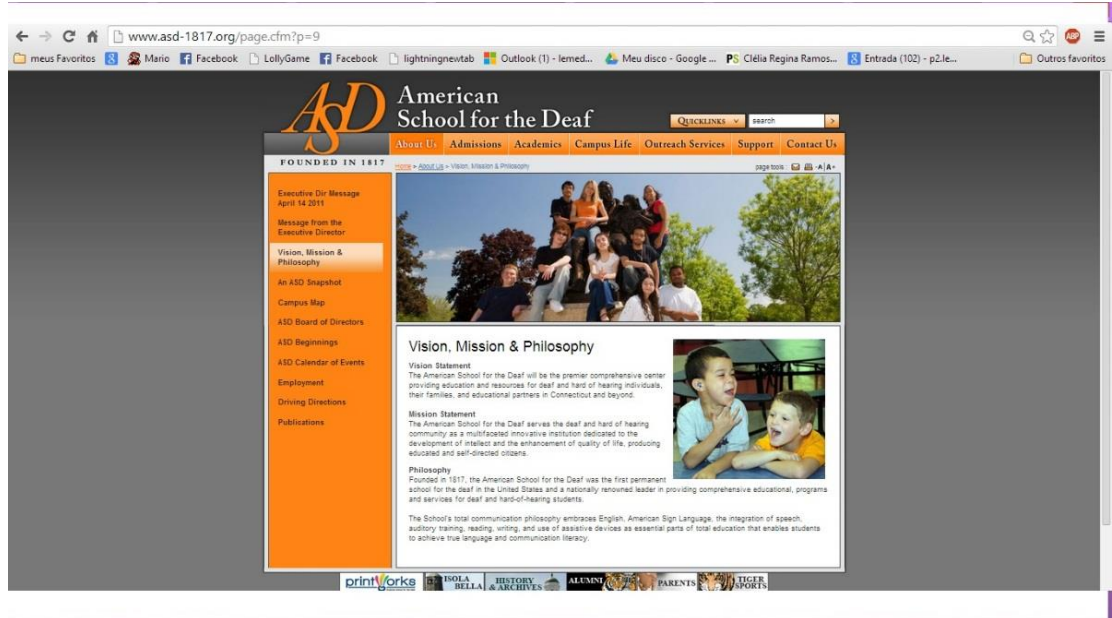 www.asd-1817.org/page.cfm?p=9
ABP
meus Favoritos 8 Mario Facebook LollyGame Facebook lightningnewtab Outlook (1) - lemed... Meu disco - Google ... PS Clélia Regina Ramos... 8 Entrada (102) - p2.le... Outros favoritos
ASD
American
School for the Deaf
QUICKLINKS search >
About Us Admissions Academics Campus Life Outreach Services Support Contact Us
FOUNDED IN 1817
Home » About Us » Vision, Mission & Philosophy
page tools: -A|A+
Executive Dir Message
April 14 2011
Message from the
Executive Director
Vision, Mission &
Philosophy
An ASD Snapshot
Campus Map
ASD Board of Directors
ASD Beginnings
ASD Calendar of Events
Employment
Driving Directions
Publications
Vision, Mission & Philosophy
Vision Statement
The American School for the Deaf will be the premier comprehensive center
providing education and resources for deaf and hard of hearing individuals,
their families, and educational partners in Connecticut and beyond.
Mission Statement
The American School for the Deaf serves the deaf and hard of hearing
community as a multifaceted innovative institution dedicated to the
development of intellect and the enhancement of quality of life, producing
educated and self-directed citizens.
Philosophy
Founded in 1817, the American School for the Deaf was the first permanent
school for the deaf in the United States and a nationally renowned leader in providing comprehensive educational, programs
and services for deaf and hard-of-hearing students.
The School's total communication philosophy embraces English, American Sign Language, the integration of speech,
auditory training, reading, writing, and use of assistive devices as essential parts of total education that enables students
to achieve true language and communication literacy.
printWorks ISOLA BELLA HISTORY & ARCHIVES ALUMNI PARENTS TIGER SPORTS